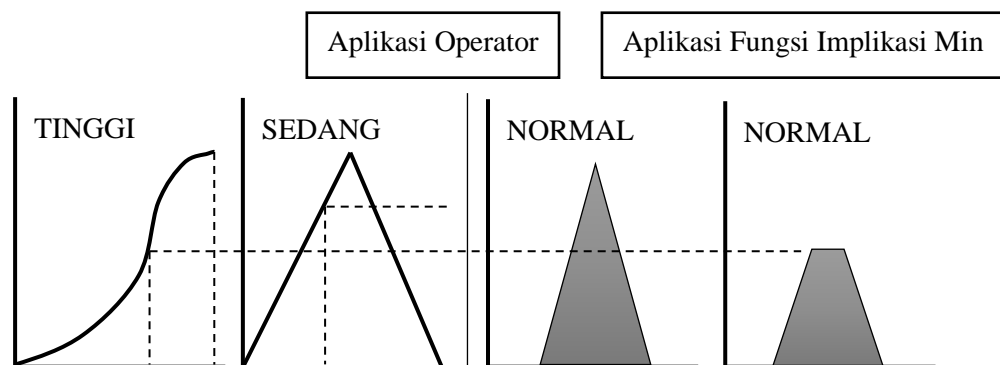 Aplikasi Operator
Aplikasi Fungsi Implikasi Min
TINGGI
SEDANG
NORMAL
NORMAL